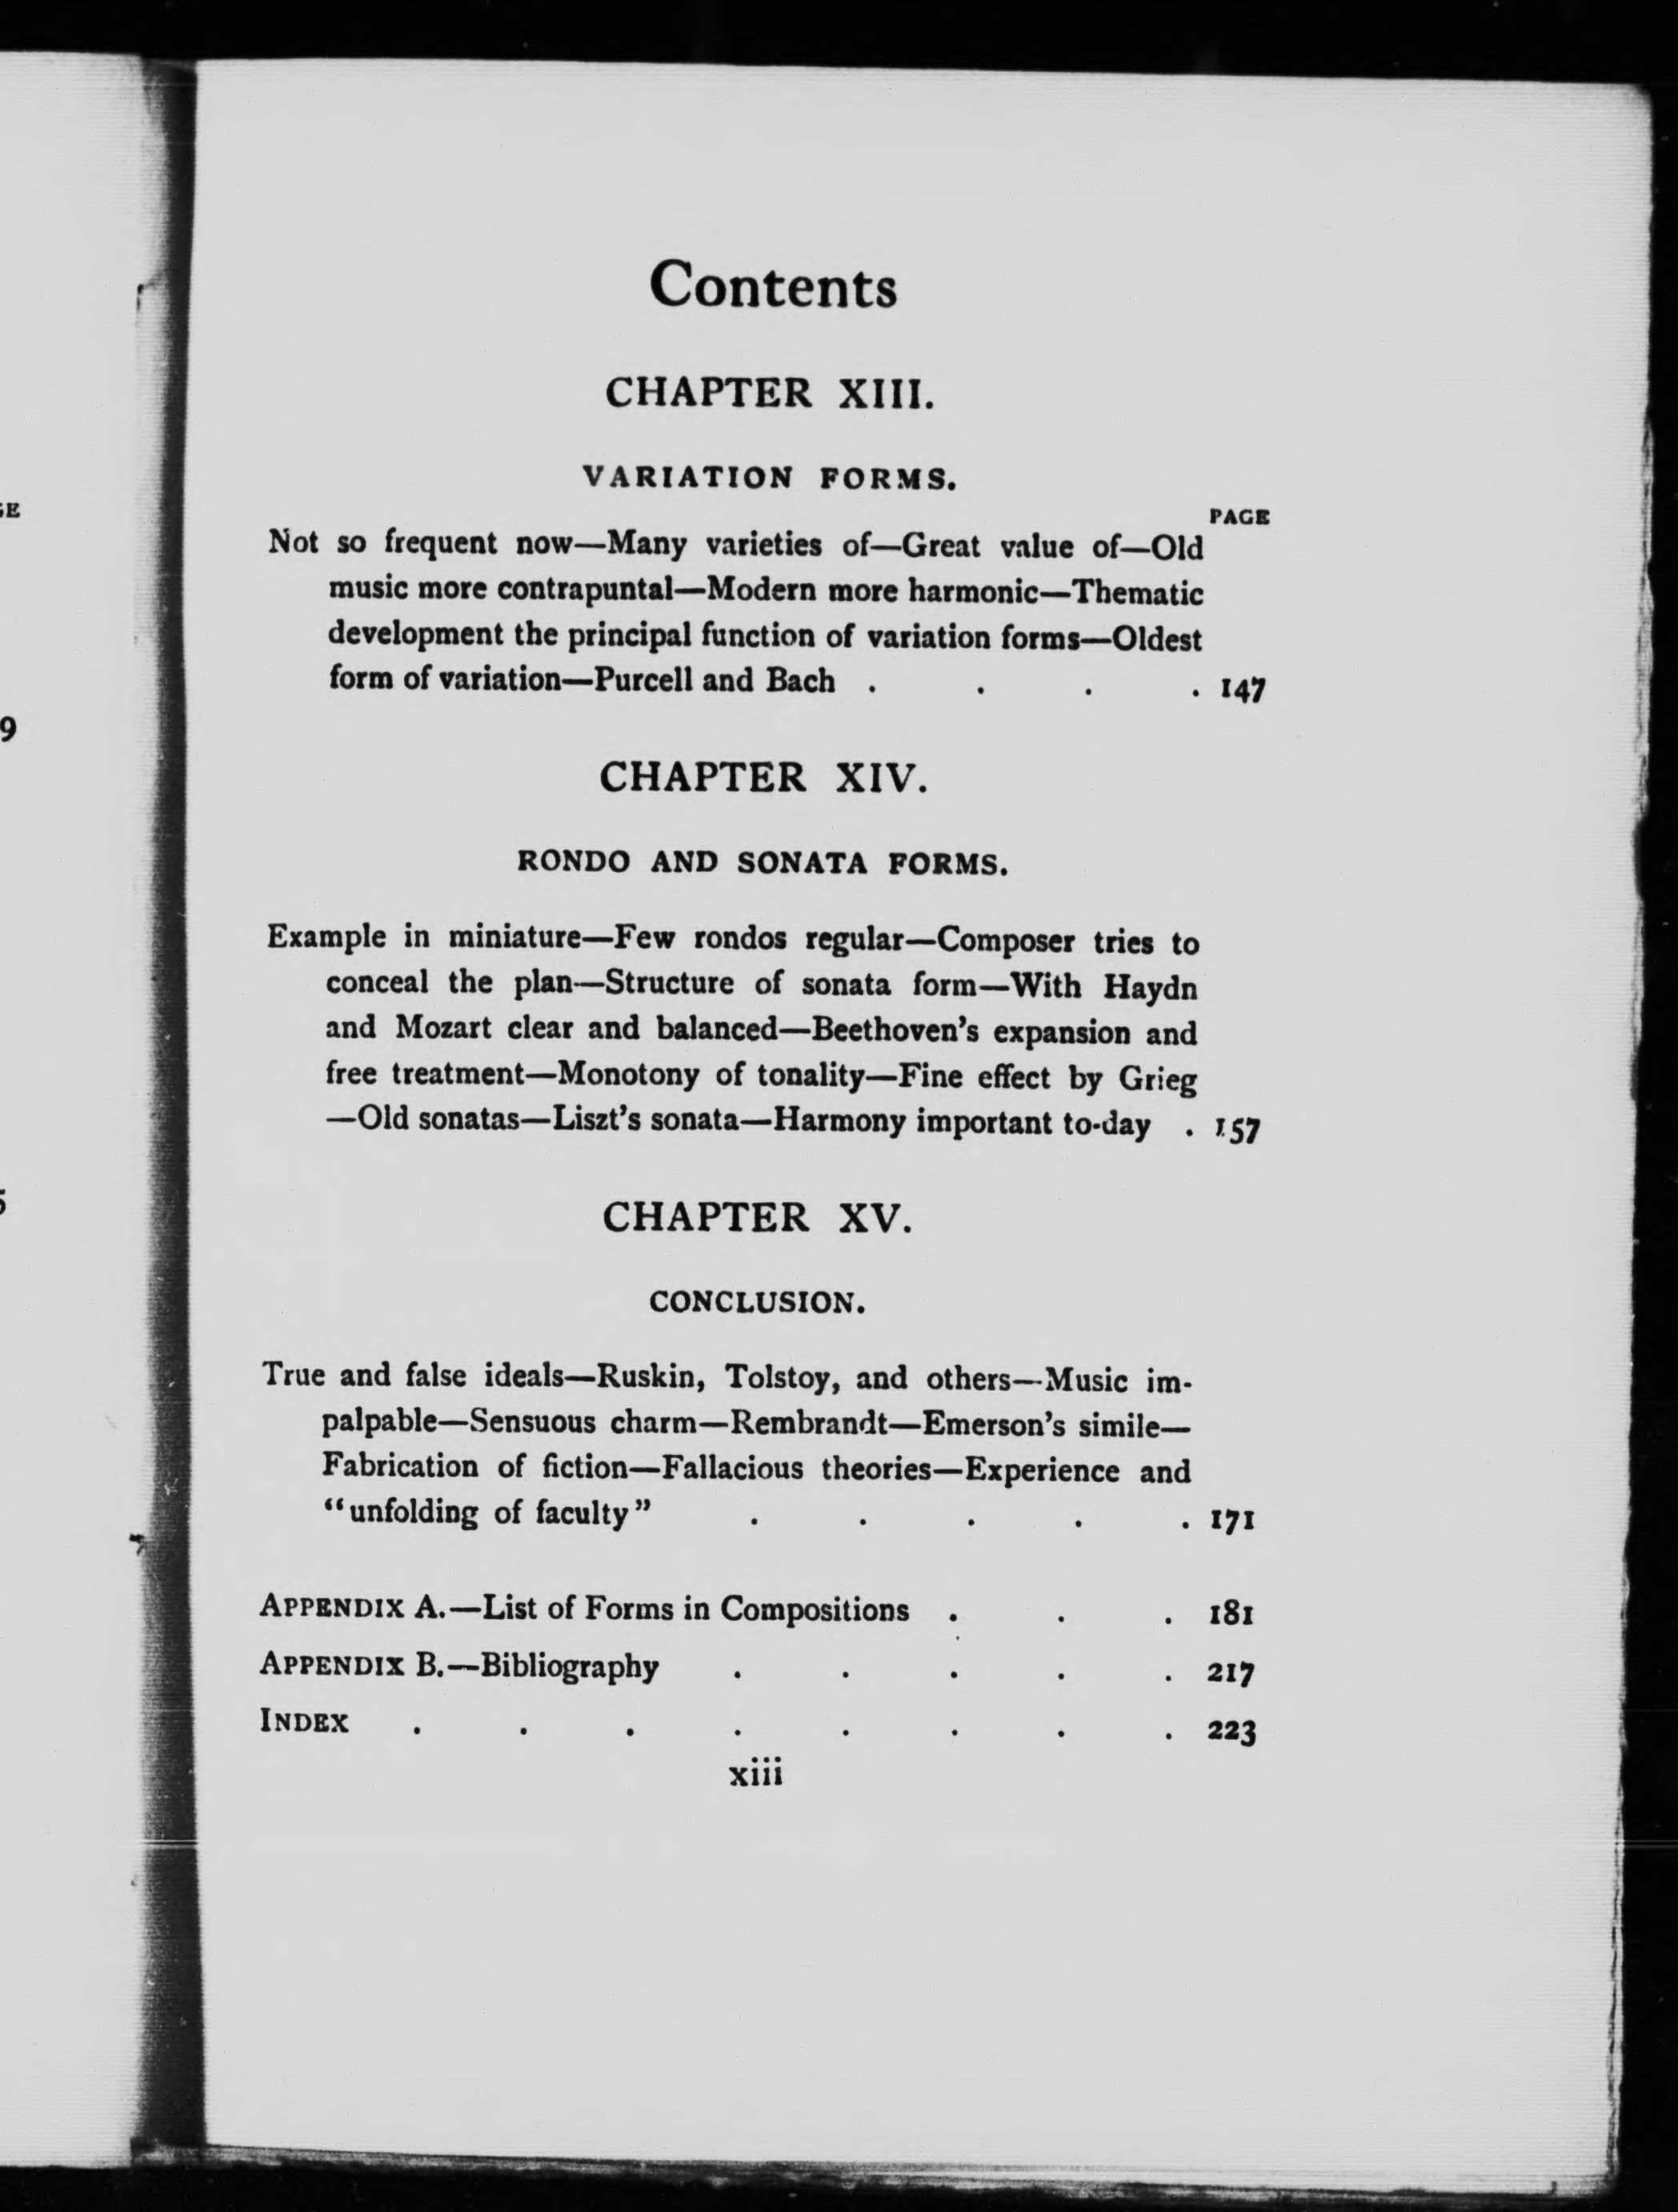 Contents
CHAPTER XIII.
VARIATION FORMS.
PAGE
Not so frequent now—Many varieties of—Great value of—Old
music more contrapuntal—Modern more harmonic—Thematic
development the principal function of variation forms—Oldest
form of variation—Purcell and Bach . . . . 147
CHAPTER XIV.
RONDO AND SONATA FORMS.
Example in miniature—Few rondos regular—Composer tries to
conceal the plan—Structure of sonata form—With Haydn
and Mozart clear and balanced—Beethoven's expansion and
free treatment—Monotony of tonality—Fine effect by Grieg
—Old sonatas—Liszt's sonata—Harmony important to-day . 157
CHAPTER XV.
CONCLUSION.
True and false ideals—Ruskin, Tolstoy, and others—Music im-
palpable—Sensuous charm—Rembrandt—Emerson's simile—
Fabrication of fiction—Fallacious theories—Experience and
"unfolding of faculty" . . . . . 171
APPENDIX A.—List of Forms in Compositions . . . 181
APPENDIX B.—Bibliography . . . . . 217
INDEX . . . . . . . . 223
xiii